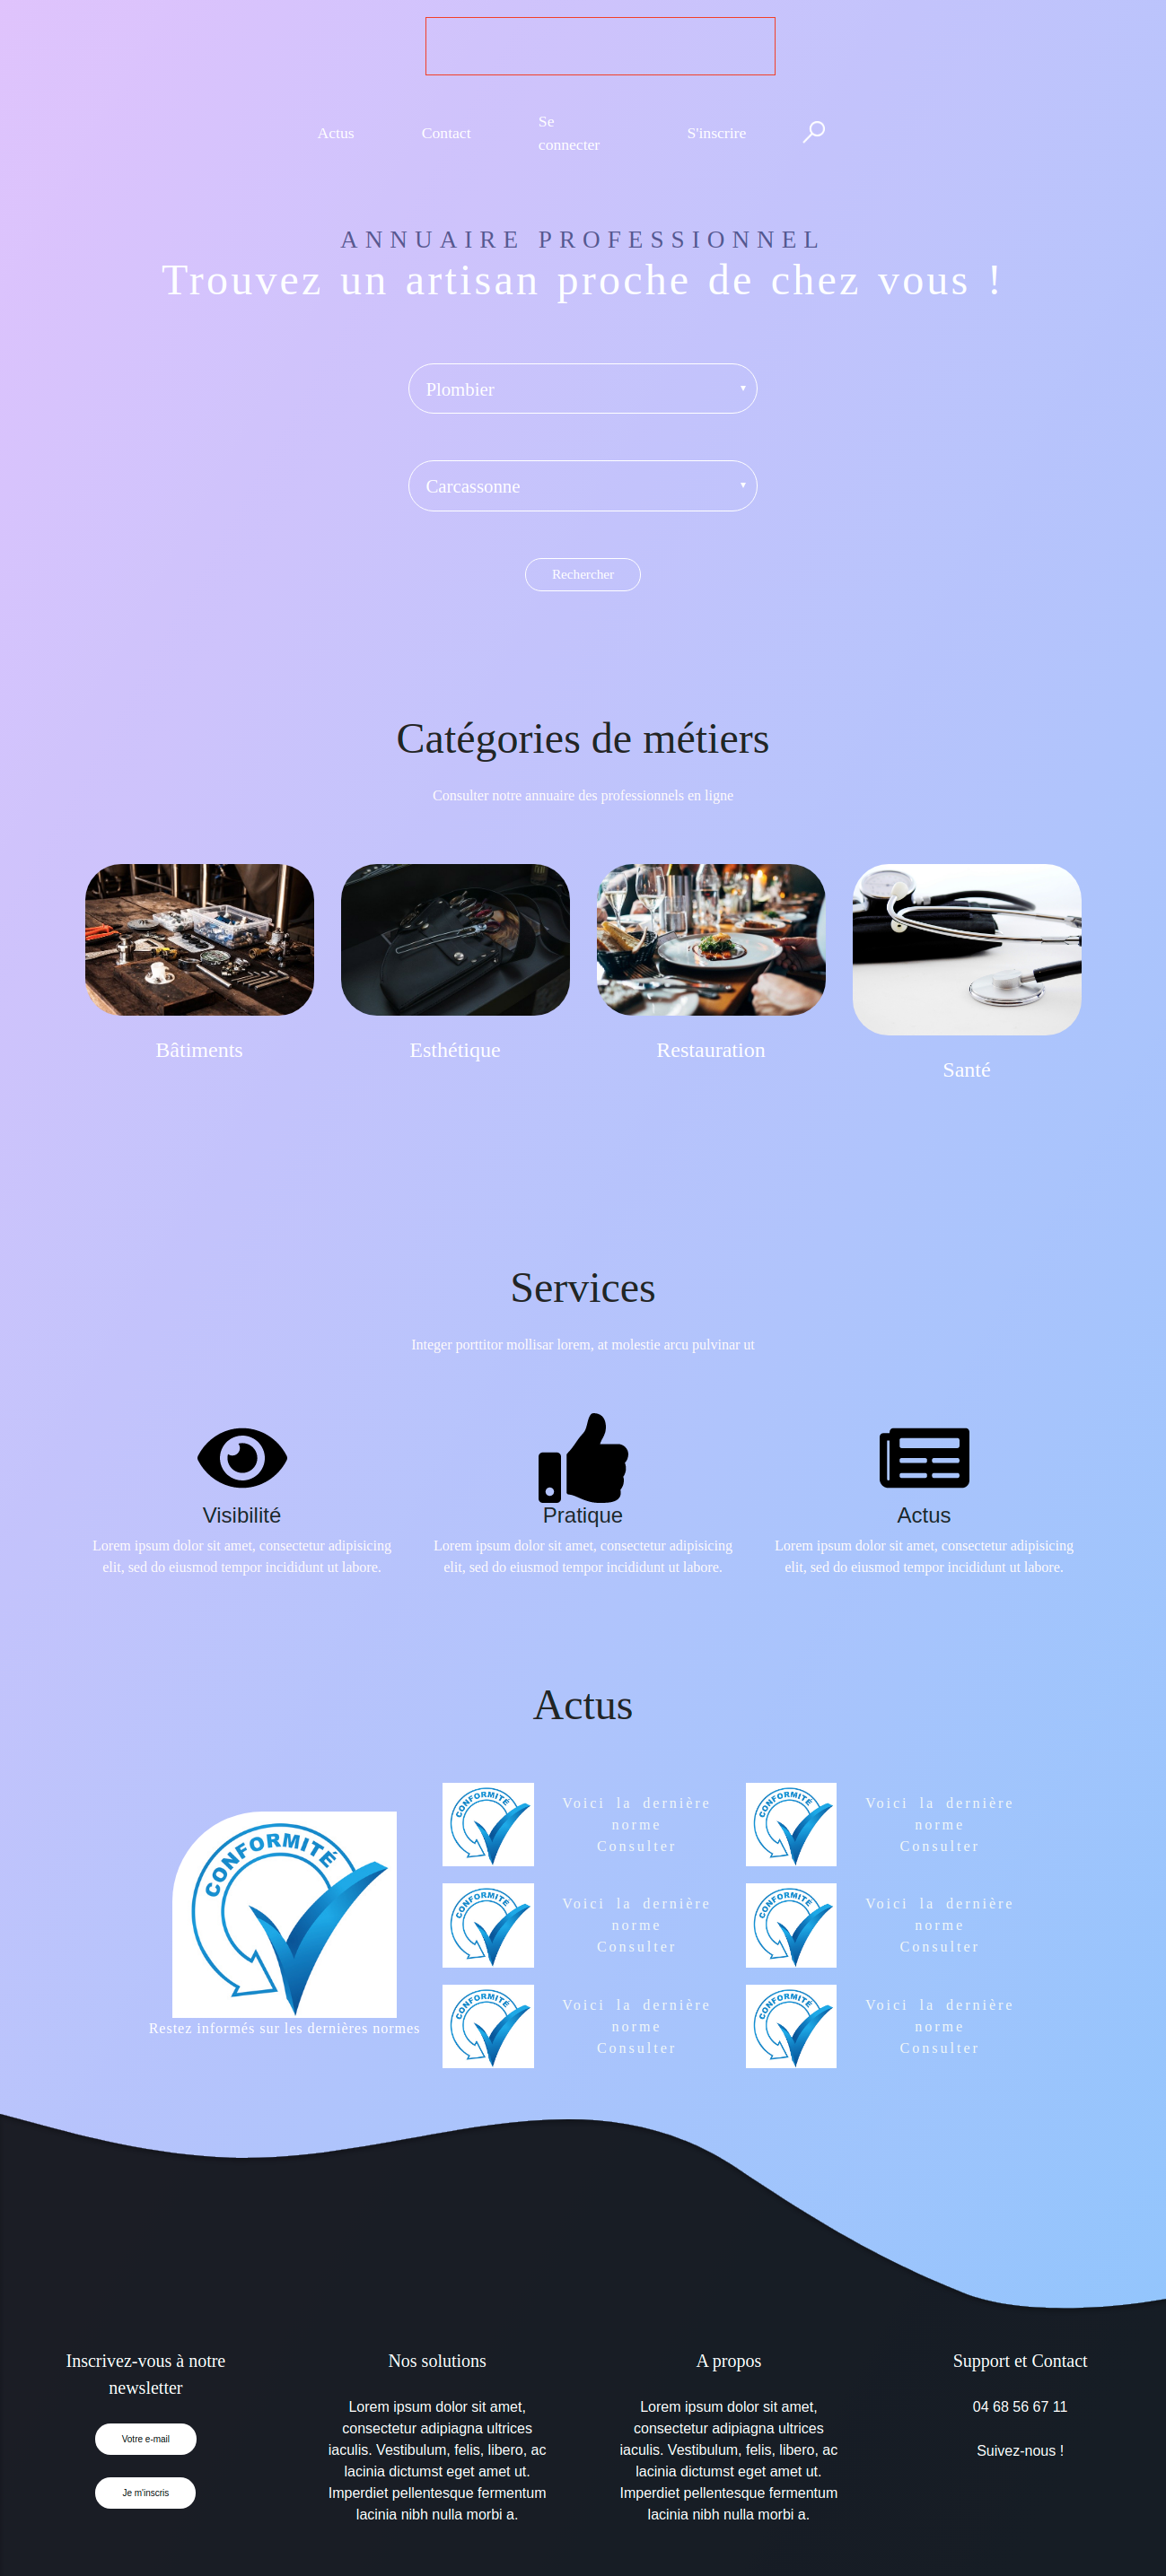 Actus
Contact
Se
connecter
S'inscrire
ANNUAIRE PROFESSIONNEL
Trouvez un artisan proche de chez vous !
Plombier
Carcassonne
Rechercher
Catégories de métiers
Consulter notre annuaire des professionnels en ligne
Bâtiments
Esthétique
Restauration
Santé
Services
Integer porttitor mollisar lorem, at molestie arcu pulvinar ut
Visibilité
Lorem ipsum dolor sit amet, consectetur adipisicing
elit, sed do eiusmod tempor incididunt ut labore.
Pratique
Lorem ipsum dolor sit amet, consectetur adipisicing
elit, sed do eiusmod tempor incididunt ut labore.
Actus
Lorem ipsum dolor sit amet, consectetur adipisicing
elit, sed do eiusmod tempor incididunt ut labore.
Actus
CONFORMITÉ
Restez informés sur les dernières normes
CONFORMITÉ
Voici la dernière
norme
Consulter
CONFORMITÉ
Voici la dernière
norme
Consulter
CONFORMITÉ
Voici la dernière
norme
Consulter
CONFORMITÉ
Voici la dernière
norme
Consulter
CONFORMITÉ
Voici la dernière
norme
Consulter
CONFORMITÉ
Voici la dernière
norme
Consulter
Inscrivez-vous à notre
newsletter
Votre e-mail
Je m'inscris
Nos solutions
Lorem ipsum dolor sit amet,
consectetur adipiagna ultrices
iaculis. Vestibulum, felis, libero, ac
lacinia dictumst eget amet ut.
Imperdiet pellentesque fermentum
lacinia nibh nulla morbi a.
A propos
Lorem ipsum dolor sit amet,
consectetur adipiagna ultrices
iaculis. Vestibulum, felis, libero, ac
lacinia dictumst eget amet ut.
Imperdiet pellentesque fermentum
lacinia nibh nulla morbi a.
Support et Contact
04 68 56 67 11
Suivez-nous !